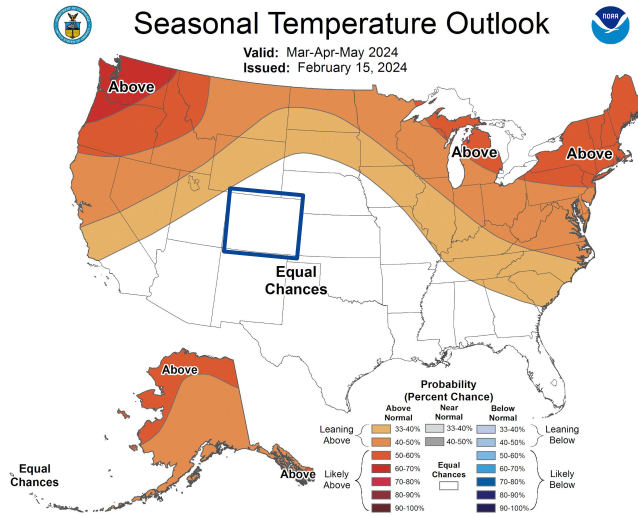 Seasonal Temperature Outlook
NOAA
Valid: Mar-Apr-May 2024
Issued: February 15, 2024
Above
Above
Above
Equal
Chances
Above
Above
Equal
Chances
Probability
(Percent Chance)
Above
Normal
Near
Normal
Below
Normal
Leaning
Above
33-40%
40-50%
33-40%
40-50%
33-40%
40-50%
Leaning
Below
Likely
Above
50-60%
60-70%
70-80%
80-90%
90-100%
Equal
Chances
50-60%
60-70%
70-80%
80-90%
90-100%
Likely
Below